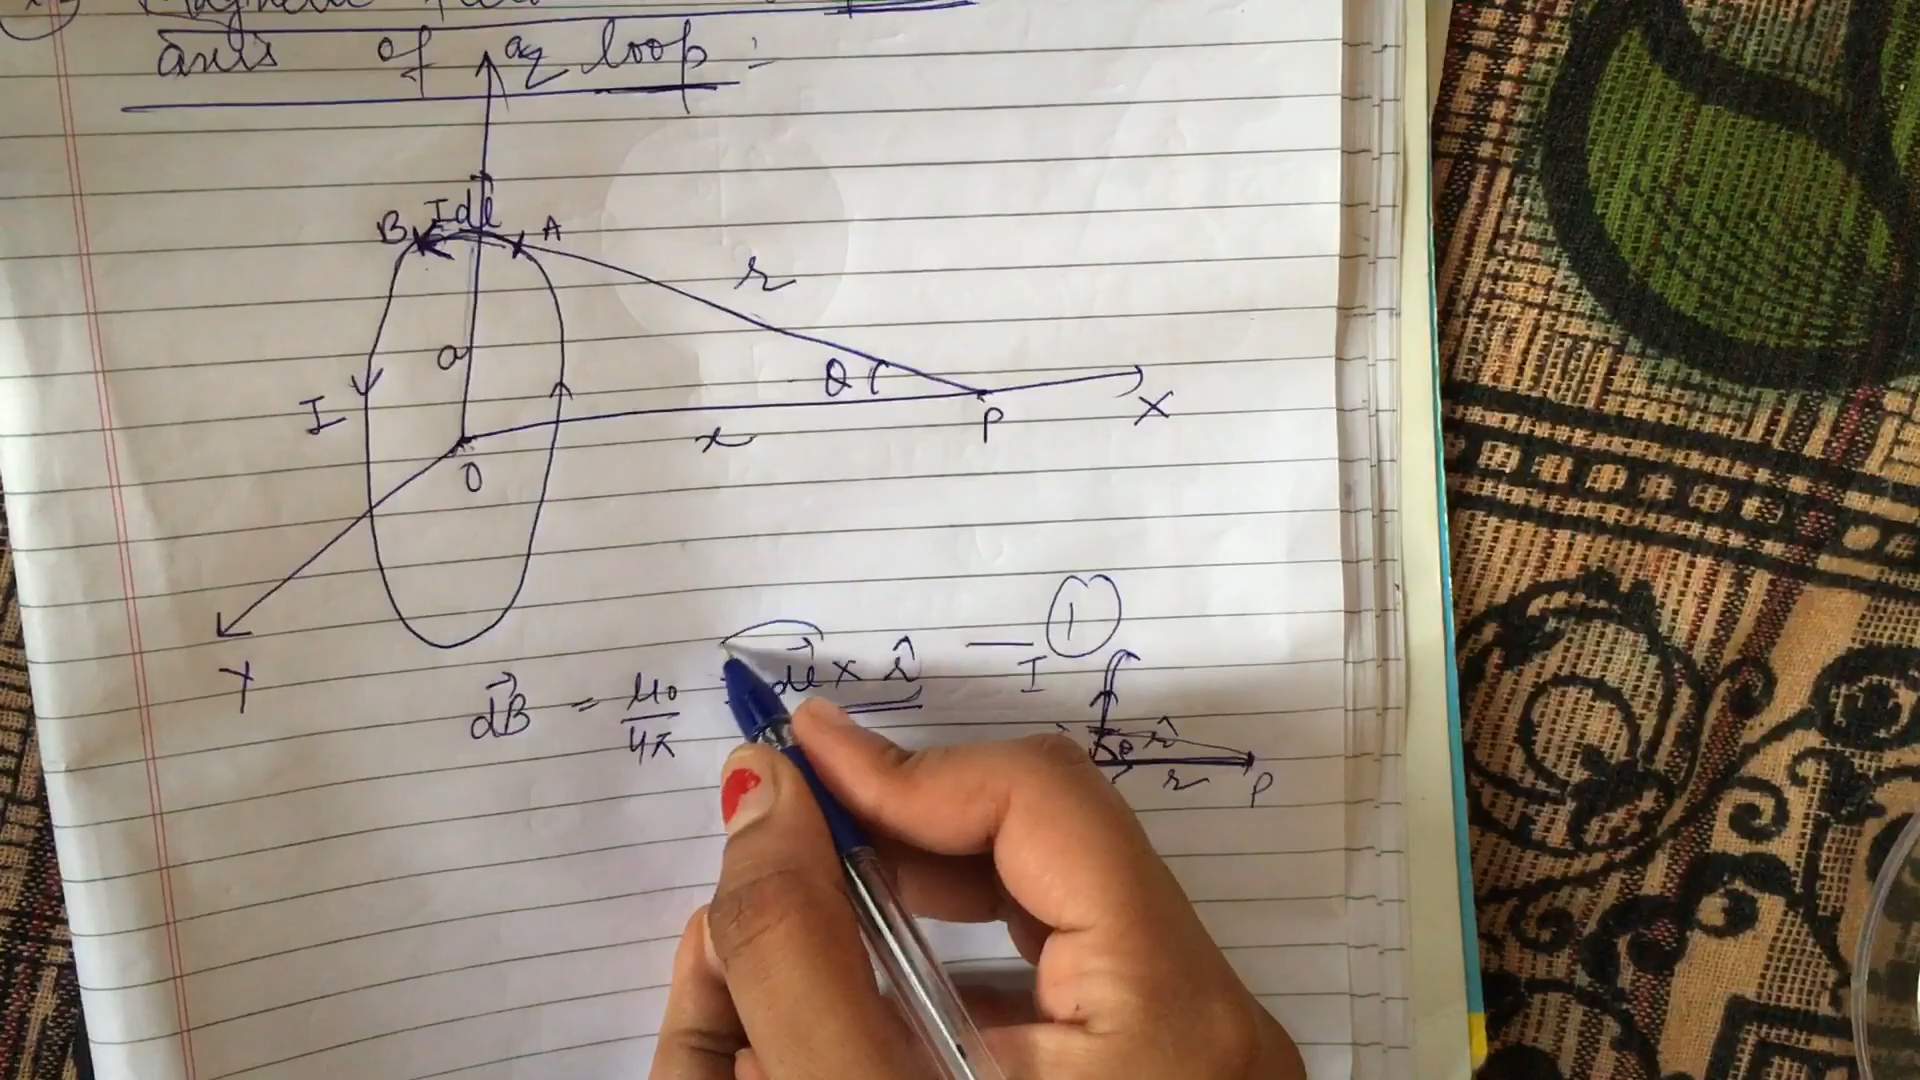 axis of a loop :
Idl
B
A
r
a
θ
I
P
X
x
O
1
Y
dB⃗ = μ0/4π dl⃗ × r̂ —
I
θ r̂
r P